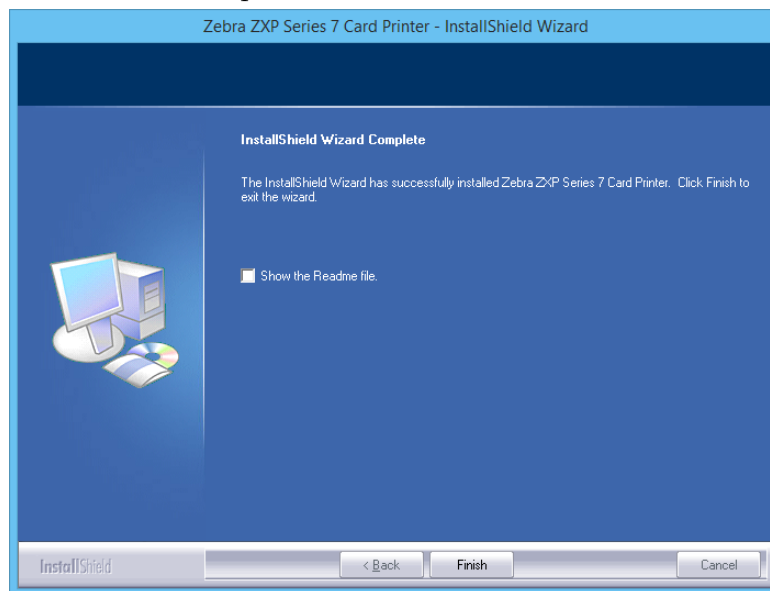 Zebra ZXP Series 7 Card Printer - InstallShield Wizard
InstallShield Wizard Complete
The InstallShield Wizard has successfully installed Zebra ZXP Series 7 Card Printer. Click Finish to
exit the wizard.
Show the Readme file.
InstallShield
< Back
Finish
Cancel